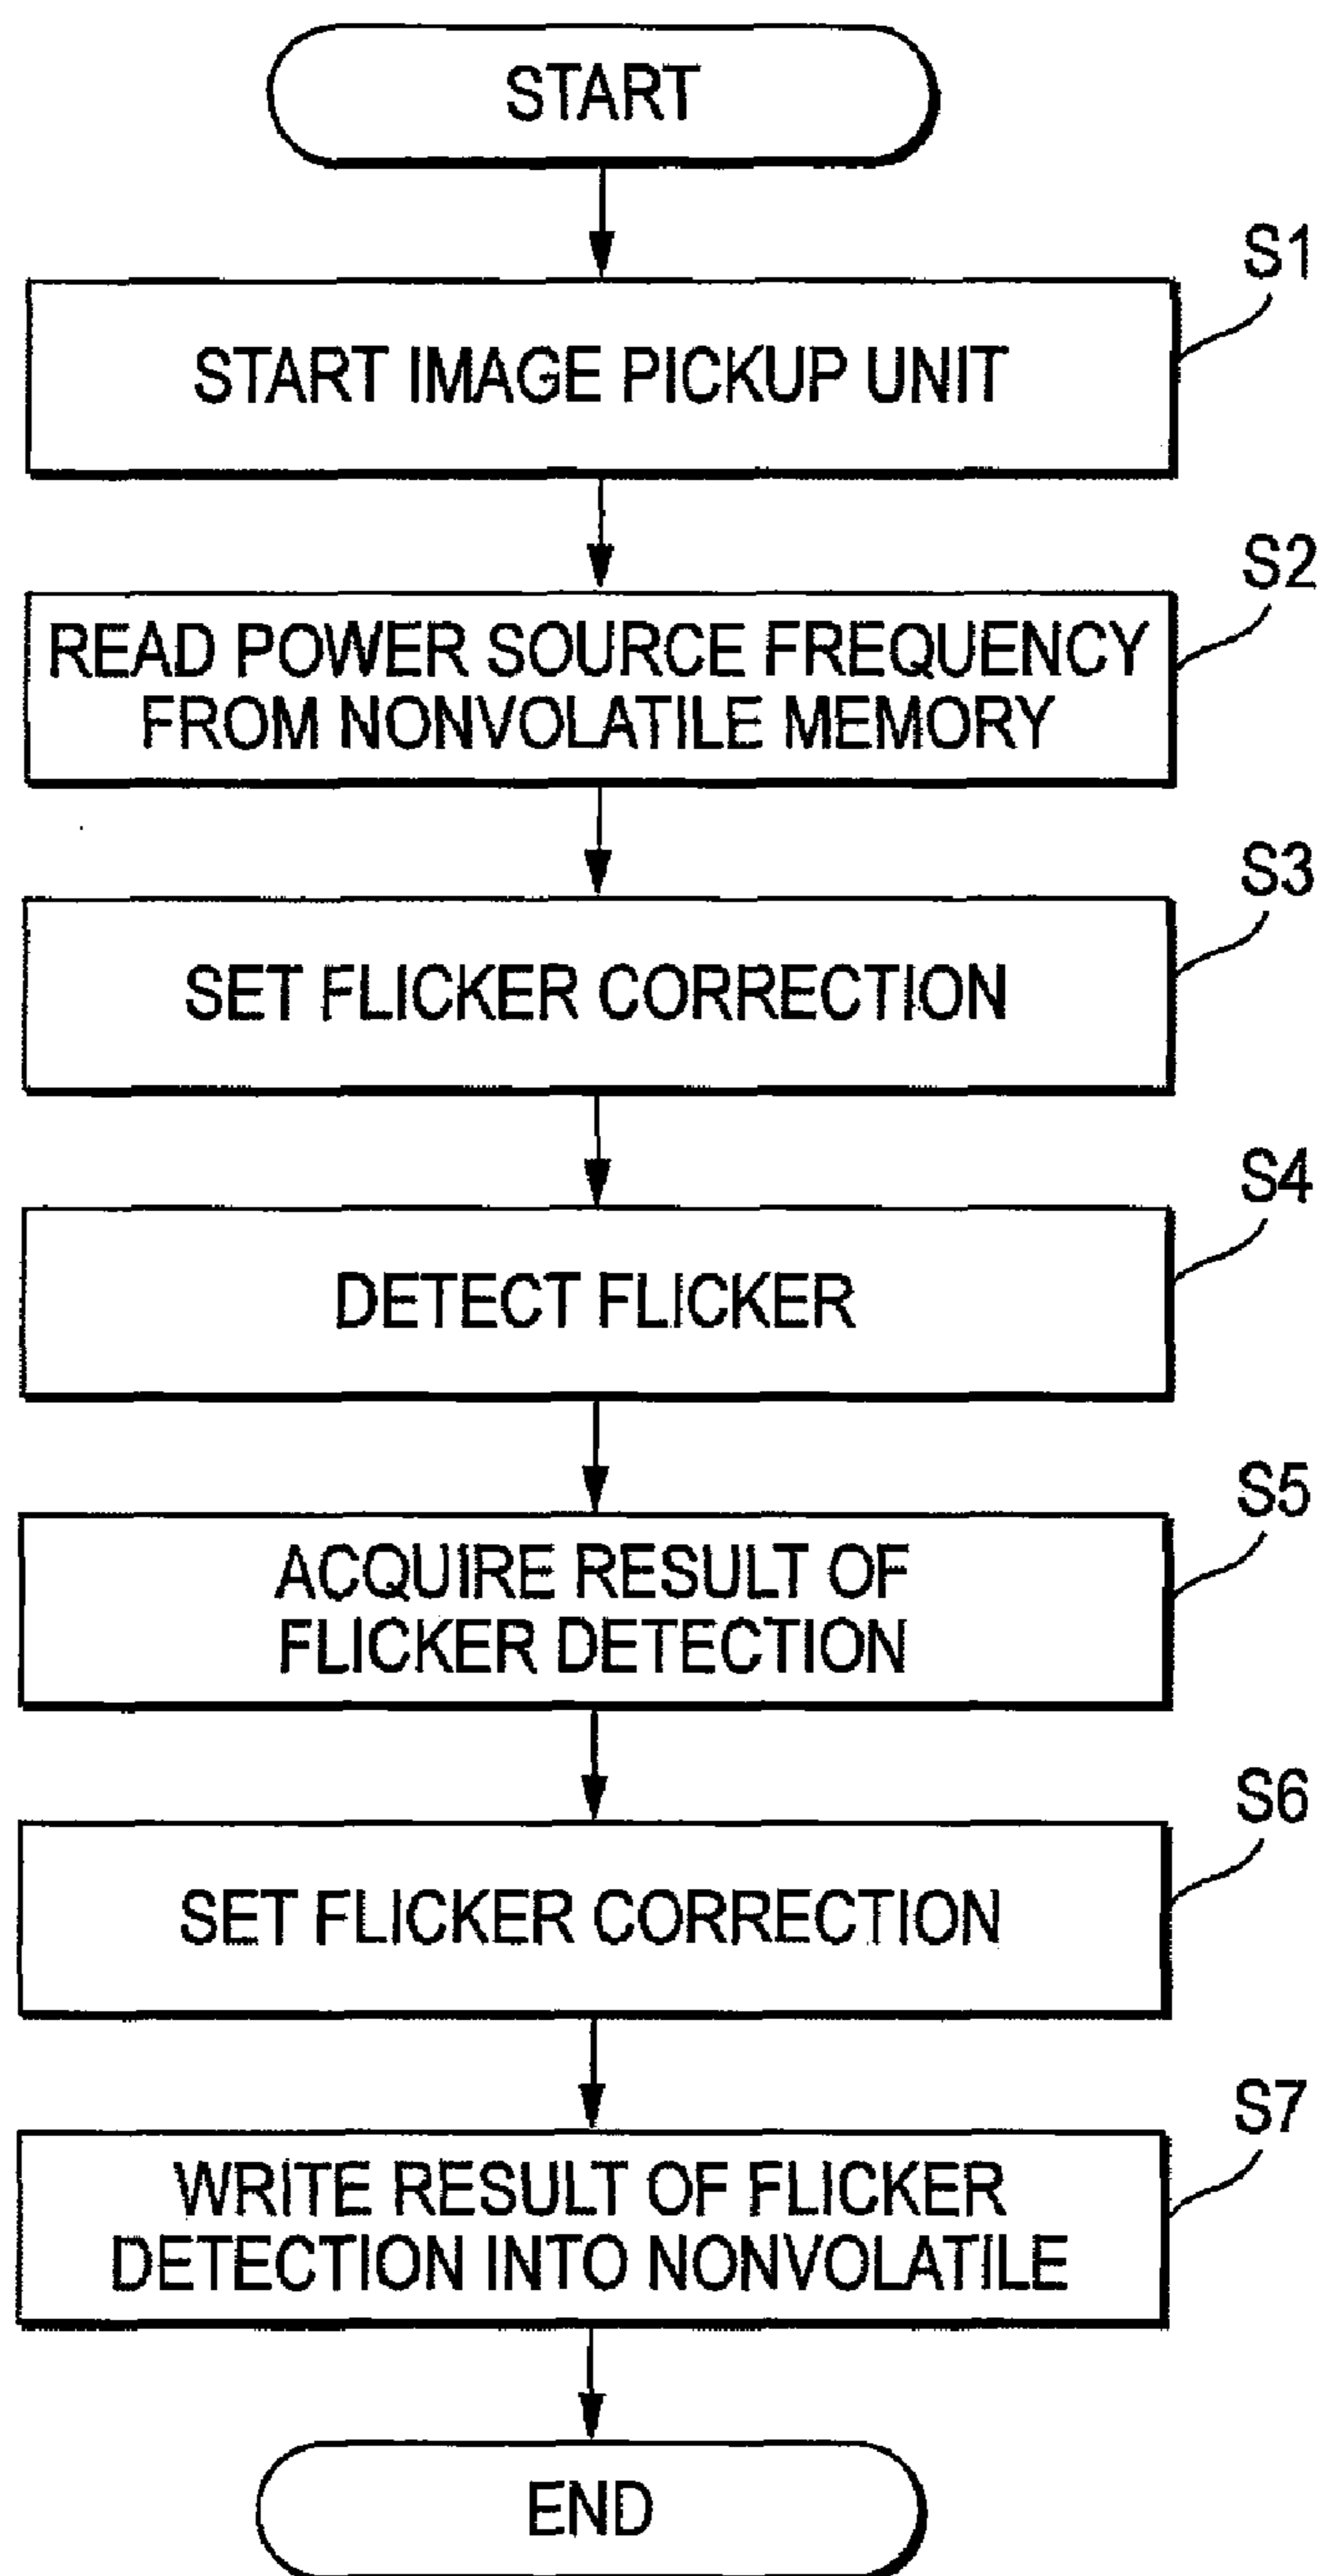 START
S1
START IMAGE PICKUP UNIT
S2
READ POWER SOURCE FREQUENCY
FROM NONVOLATILE MEMORY
S3
SET FLICKER CORRECTION
S4
DETECT FLICKER
S5
ACQUIRE RESULT OF
FLICKER DETECTION
S6
SET FLICKER CORRECTION
S7
WRITE RESULT OF FLICKER
DETECTION INTO NONVOLATILE
END